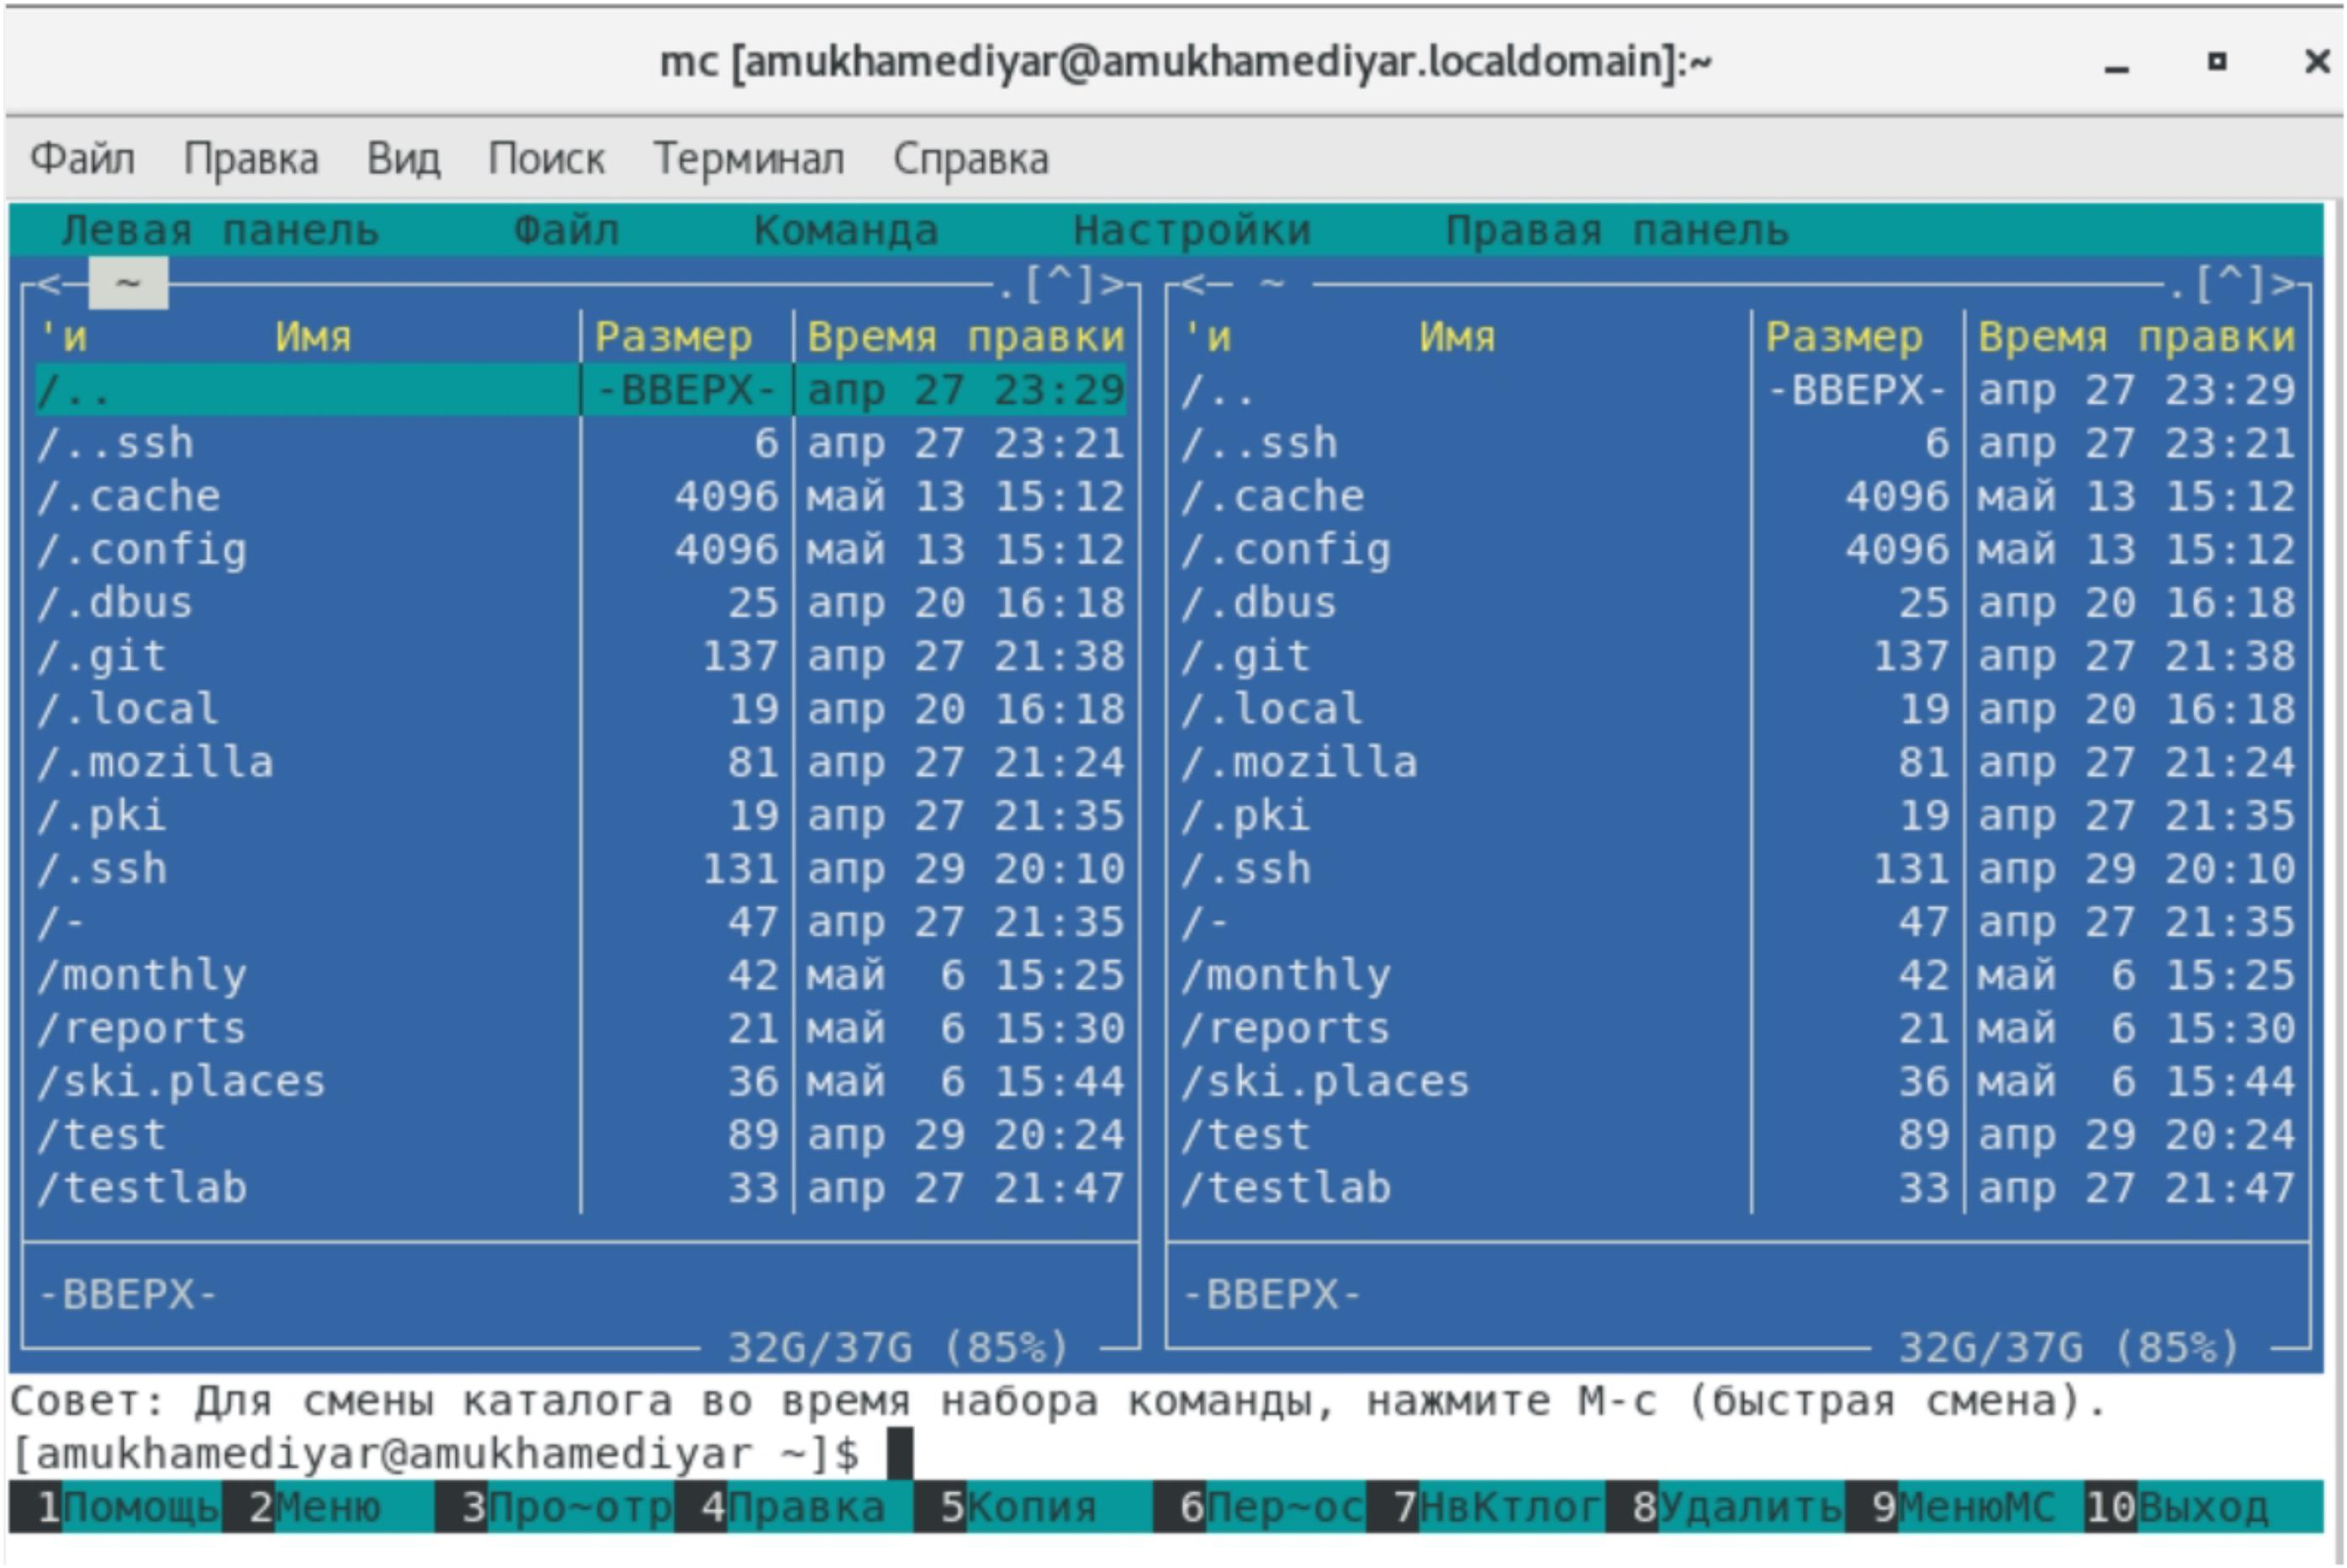 mc [amukhamediyar@amukhamediyar.localdomain]:~
Файл Правка Вид Поиск Терминал Справка
Левая панель Файл Команда Настройки Правая панель
<─ ~ ─.[^]> <─ ~ ─.[^]>
'и Имя Размер Время правки 'и Имя Размер Время правки
/.. -ВВЕРХ- апр 27 23:29 /.. -ВВЕРХ- апр 27 23:29
/..ssh 6 апр 27 23:21 /..ssh 6 апр 27 23:21
/.cache 4096 май 13 15:12 /.cache 4096 май 13 15:12
/.config 4096 май 13 15:12 /.config 4096 май 13 15:12
/.dbus 25 апр 20 16:18 /.dbus 25 апр 20 16:18
/.git 137 апр 27 21:38 /.git 137 апр 27 21:38
/.local 19 апр 20 16:18 /.local 19 апр 20 16:18
/.mozilla 81 апр 27 21:24 /.mozilla 81 апр 27 21:24
/.pki 19 апр 27 21:35 /.pki 19 апр 27 21:35
/.ssh 131 апр 29 20:10 /.ssh 131 апр 29 20:10
/- 47 апр 27 21:35 /- 47 апр 27 21:35
/monthly 42 май 6 15:25 /monthly 42 май 6 15:25
/reports 21 май 6 15:30 /reports 21 май 6 15:30
/ski.places 36 май 6 15:44 /ski.places 36 май 6 15:44
/test 89 апр 29 20:24 /test 89 апр 29 20:24
/testlab 33 апр 27 21:47 /testlab 33 апр 27 21:47
-ВВЕРХ- -ВВЕРХ-
32G/37G (85%) 32G/37G (85%)
Совет: Для смены каталога во время набора команды, нажмите M-c (быстрая смена).
[amukhamediyar@amukhamediyar ~]$
1Помощь 2Меню 3Про~отр 4Правка 5Копия 6Пер~ос 7НвКтлог 8Удалить 9МенюMC 10Выход